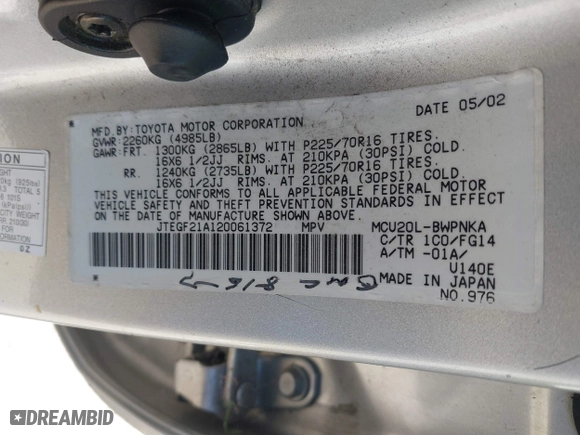 DATE 05/02
MFD.BY:TOYOTA MOTOR CORPORATION
GVWR:2260KG (4985LB)
GAWR:FRT. 1300KG (2865LB) WITH P225/70R16 TIRES.
16X6 1/2JJ RIMS. AT 210KPA (30PSI) COLD.
RR. 1240KG (2735LB) WITH P225/70R16 TIRES.
16X6 1/2JJ RIMS. AT 210KPA (30PSI) COLD.
THIS VEHICLE CONFORMS TO ALL APPLICABLE FEDERAL MOTOR
VEHICLE SAFETY BUMPER AND THEFT PREVENTION STANDARDS IN
EFFECT ON THE DATE OF MANUFACTURE SHOWN ABOVE.
JTEGF21A120061372 MPV MCU20L-BWPNKA
C/TR 1C0/FG14
A/TM -01A/
U140E
MADE IN JAPAN
NO.976
DREAMBID